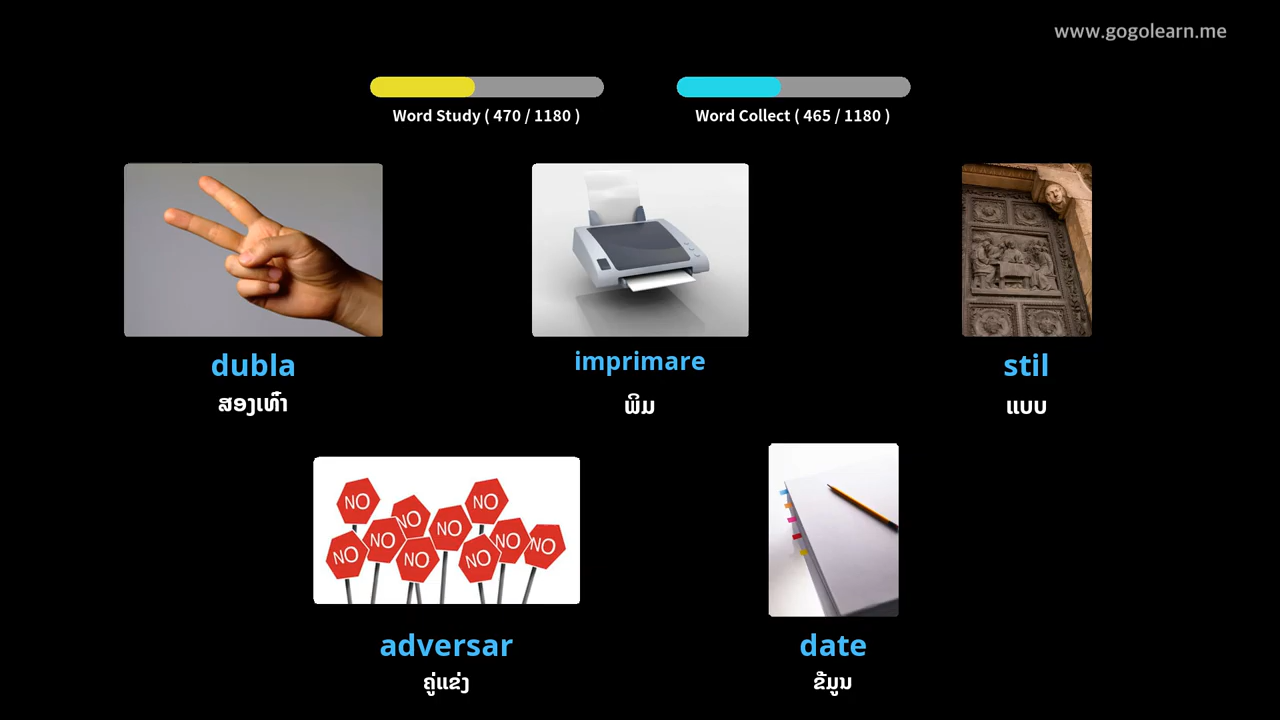 www.gogolearn.me
Word Study ( 470 / 1180 )
Word Collect ( 465 / 1180 )
dubla
imprimare
stil
ສອງເທົ່າ
ພິມ
ແບບ
NO
NO
NO
NO
NO
NO
NO
NO
NO
NO
adversar
date
ຄູ່ແຂ່ງ
ຂໍ້ມູນ